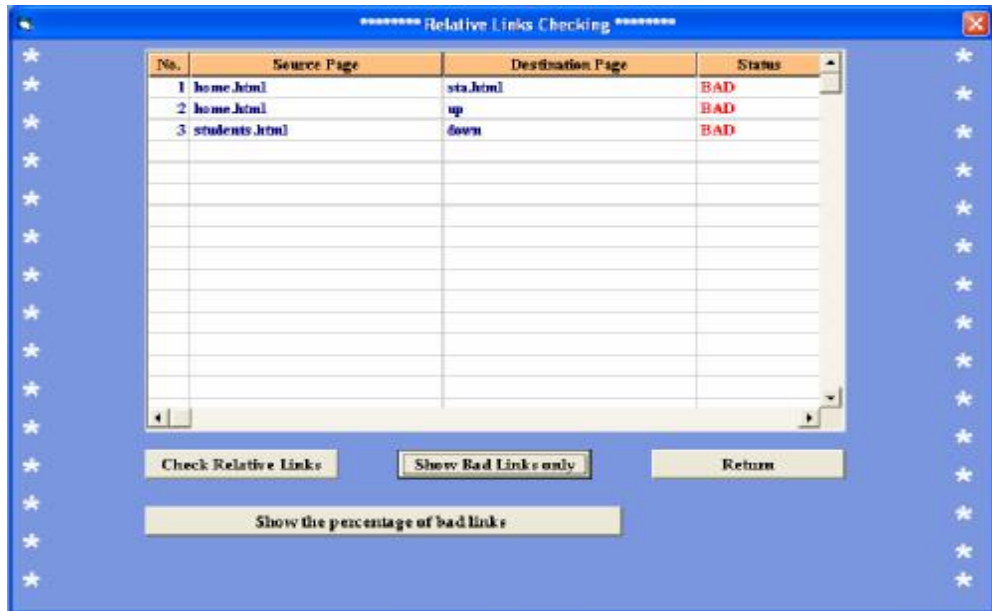 ******** Relative Links Checking ********
No. Source Page Destination Page Status
1 home.html sta.html BAD
2 home.html up BAD
3 students.html down BAD
Check Relative Links Show Bad Links only Return
Show the percentage of bad links